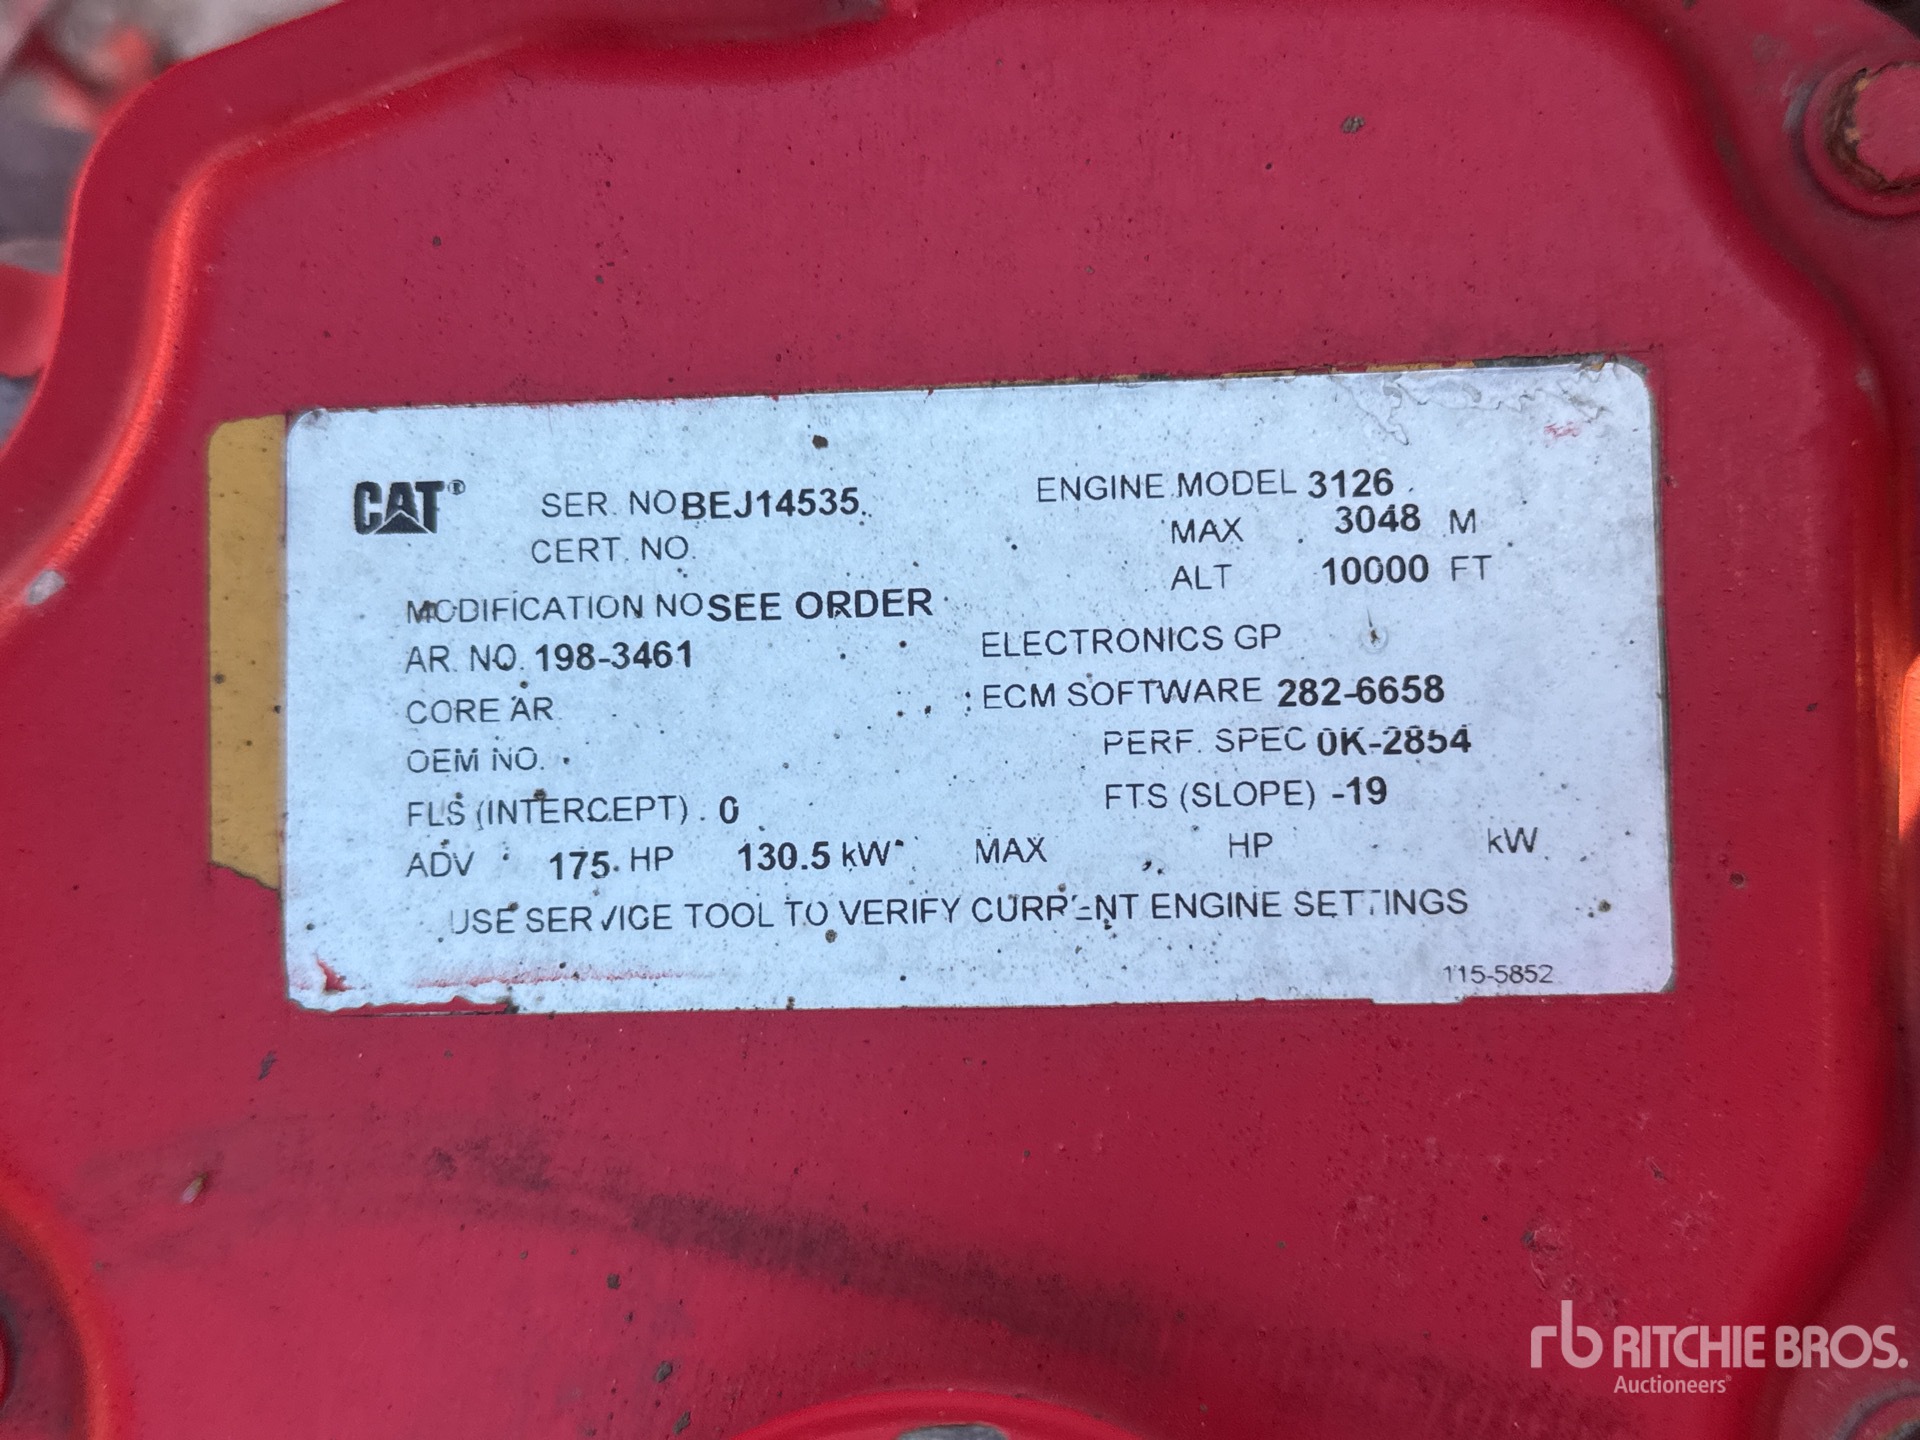 CAT® SER. NO BEJ14535 ENGINE MODEL 3126
CERT. NO. MAX 3048 M
ALT 10000 FT
MODIFICATION NO SEE ORDER
AR. NO. 198-3461 ELECTRONICS GP
CORE AR ECM SOFTWARE 282-6658
OEM NO. PERF. SPEC 0K-2854
FLS (INTERCEPT) 0 FTS (SLOPE) -19
ADV 175 HP 130.5 kW MAX HP kW
USE SERVICE TOOL TO VERIFY CURRENT ENGINE SETTINGS
115-5852
rb RITCHIE BROS.
Auctioneers